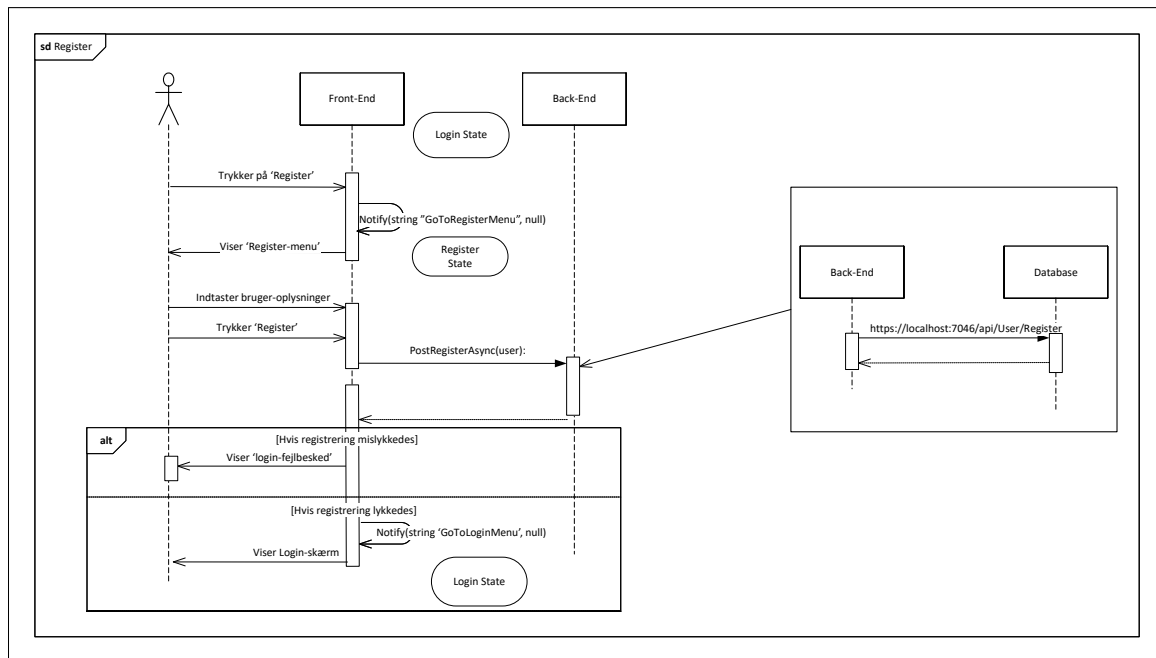 sd Register
Front-End
Back-End
Login State
Trykker på ‘Register’
Notify(string ”GoToRegisterMenu”, null)
Viser ‘Register-menu’
Register
State
Back-End
Database
Indtaster bruger-oplysninger
Trykker ‘Register’
https://localhost:7046/api/User/Register
PostRegisterAsync(user):
alt
[Hvis registrering mislykkedes]
Viser ‘login-fejlbesked’
[Hvis registrering lykkedes]
Notify(string ‘GoToLoginMenu’, null)
Viser Login-skærm
Login State